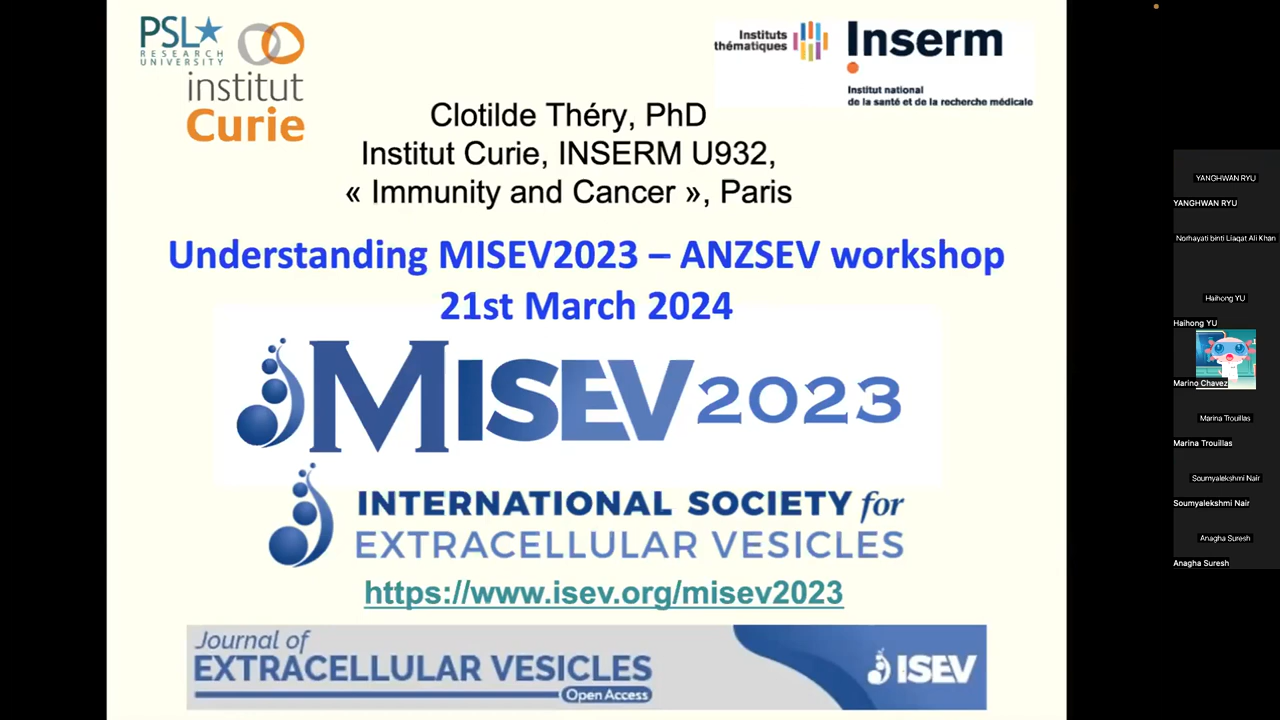 PSL
RESEARCH
UNIVERSITY
institut
Curie
Instituts
thématiques
Inserm
Institut national
de la santé et de la recherche médicale
Clotilde Théry, PhD
Institut Curie, INSERM U932,
« Immunity and Cancer », Paris
Understanding MISEV2023 – ANZSEV workshop
21st March 2024
MISEV2023
INTERNATIONAL SOCIETY for
EXTRACELLULAR VESICLES
https://www.isev.org/misev2023
Journal of
EXTRACELLULAR VESICLES
Open Access
ISEV
YANGHWAN RYU
YANGHWAN RYU
Norhayati binti Liaqat Ali Khan
Haihong YU
Haihong YU
Marino Chavez
Marina Trouillas
Marina Trouillas
Soumyalekshmi Nair
Soumyalekshmi Nair
Anagha Suresh
Anagha Suresh